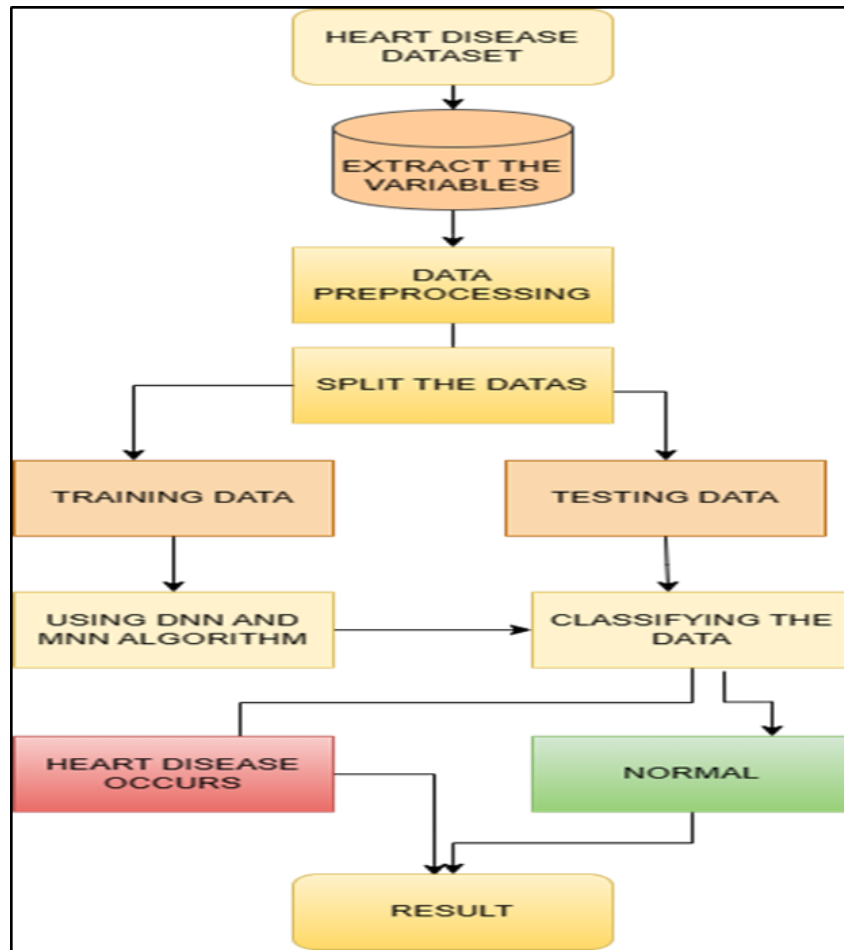 HEART DISEASE
DATASET
EXTRACT THE
VARIABLES
DATA
PREPROCESSING
SPLIT THE DATAS
TRAINING DATA
TESTING DATA
USING DNN AND
MNN ALGORITHM
CLASSIFYING THE
DATA
HEART DISEASE
OCCURS
NORMAL
RESULT